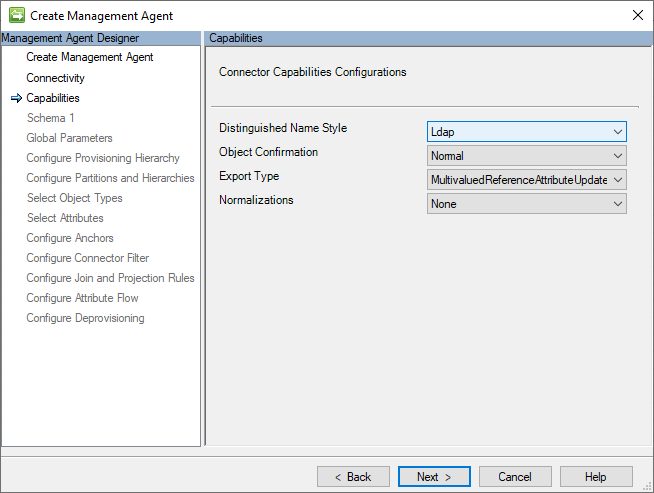 Create Management Agent
Management Agent Designer
Create Management Agent
Connectivity
Capabilities
Schema 1
Global Parameters
Configure Provisioning Hierarchy
Configure Partitions and Hierarchies
Select Object Types
Select Attributes
Configure Anchors
Configure Connector Filter
Configure Join and Projection Rules
Configure Attribute Flow
Configure Deprovisioning
Capabilities
Connector Capabilities Configurations
Distinguished Name Style Ldap
Object Confirmation Normal
Export Type MultivaluedReferenceAttributeUpdate
Normalizations None
< Back Next > Cancel Help